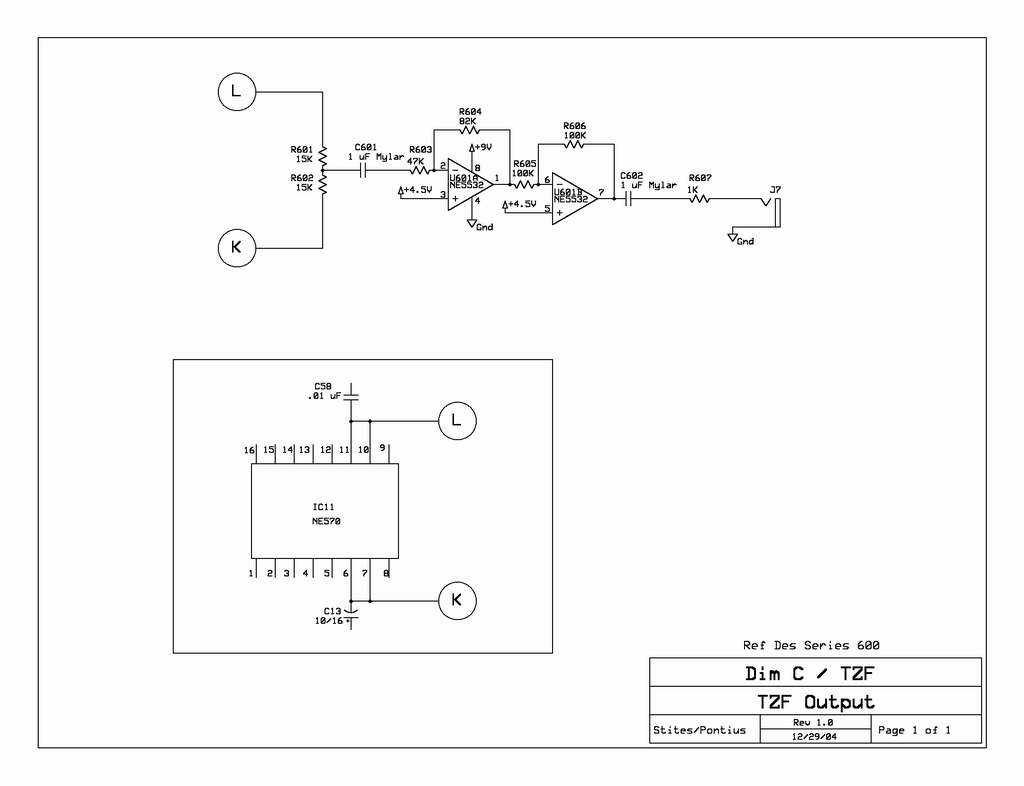 L
R601
15K
R602
15K
K
C601
1 uF Mylar
R603
47K
R604
82K
+9V
8
2
-
U601A
NE5532
1
+4.5V
3
+
4
Gnd
R605
100K
R606
100K
6
-
U601B
NE5532
7
+4.5V
5
+
C602
1 uF Mylar
R607
1K
J7
Gnd
C58
.01 uF
L
16 15 14 13 12 11 10 9
IC11
NE570
1 2 3 4 5 6 7 8
K
C13
10/16 +
Ref Des Series 600
Dim C / TZF
TZF Output
Stites/Pontius
Rev 1.0
12/29/04
Page 1 of 1